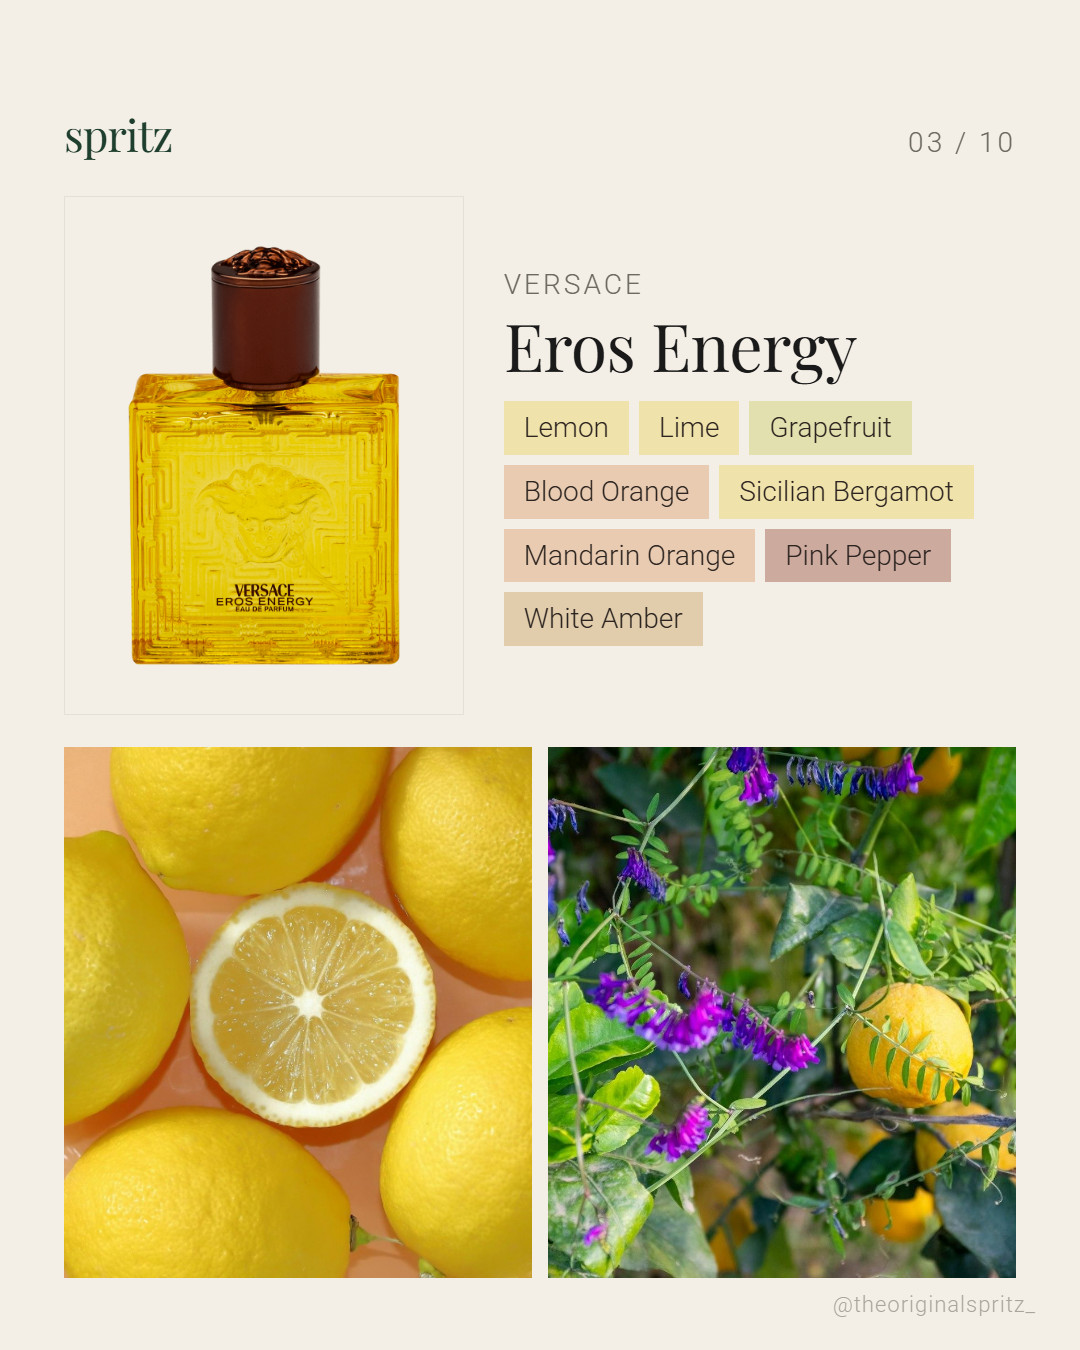 spritz
03 / 10
VERSACE
Eros Energy
Lemon
Lime
Grapefruit
Blood Orange
Sicilian Bergamot
Mandarin Orange
Pink Pepper
White Amber
VERSACE
EROS ENERGY
EAU DE PARFUM
@theoriginalspritz_